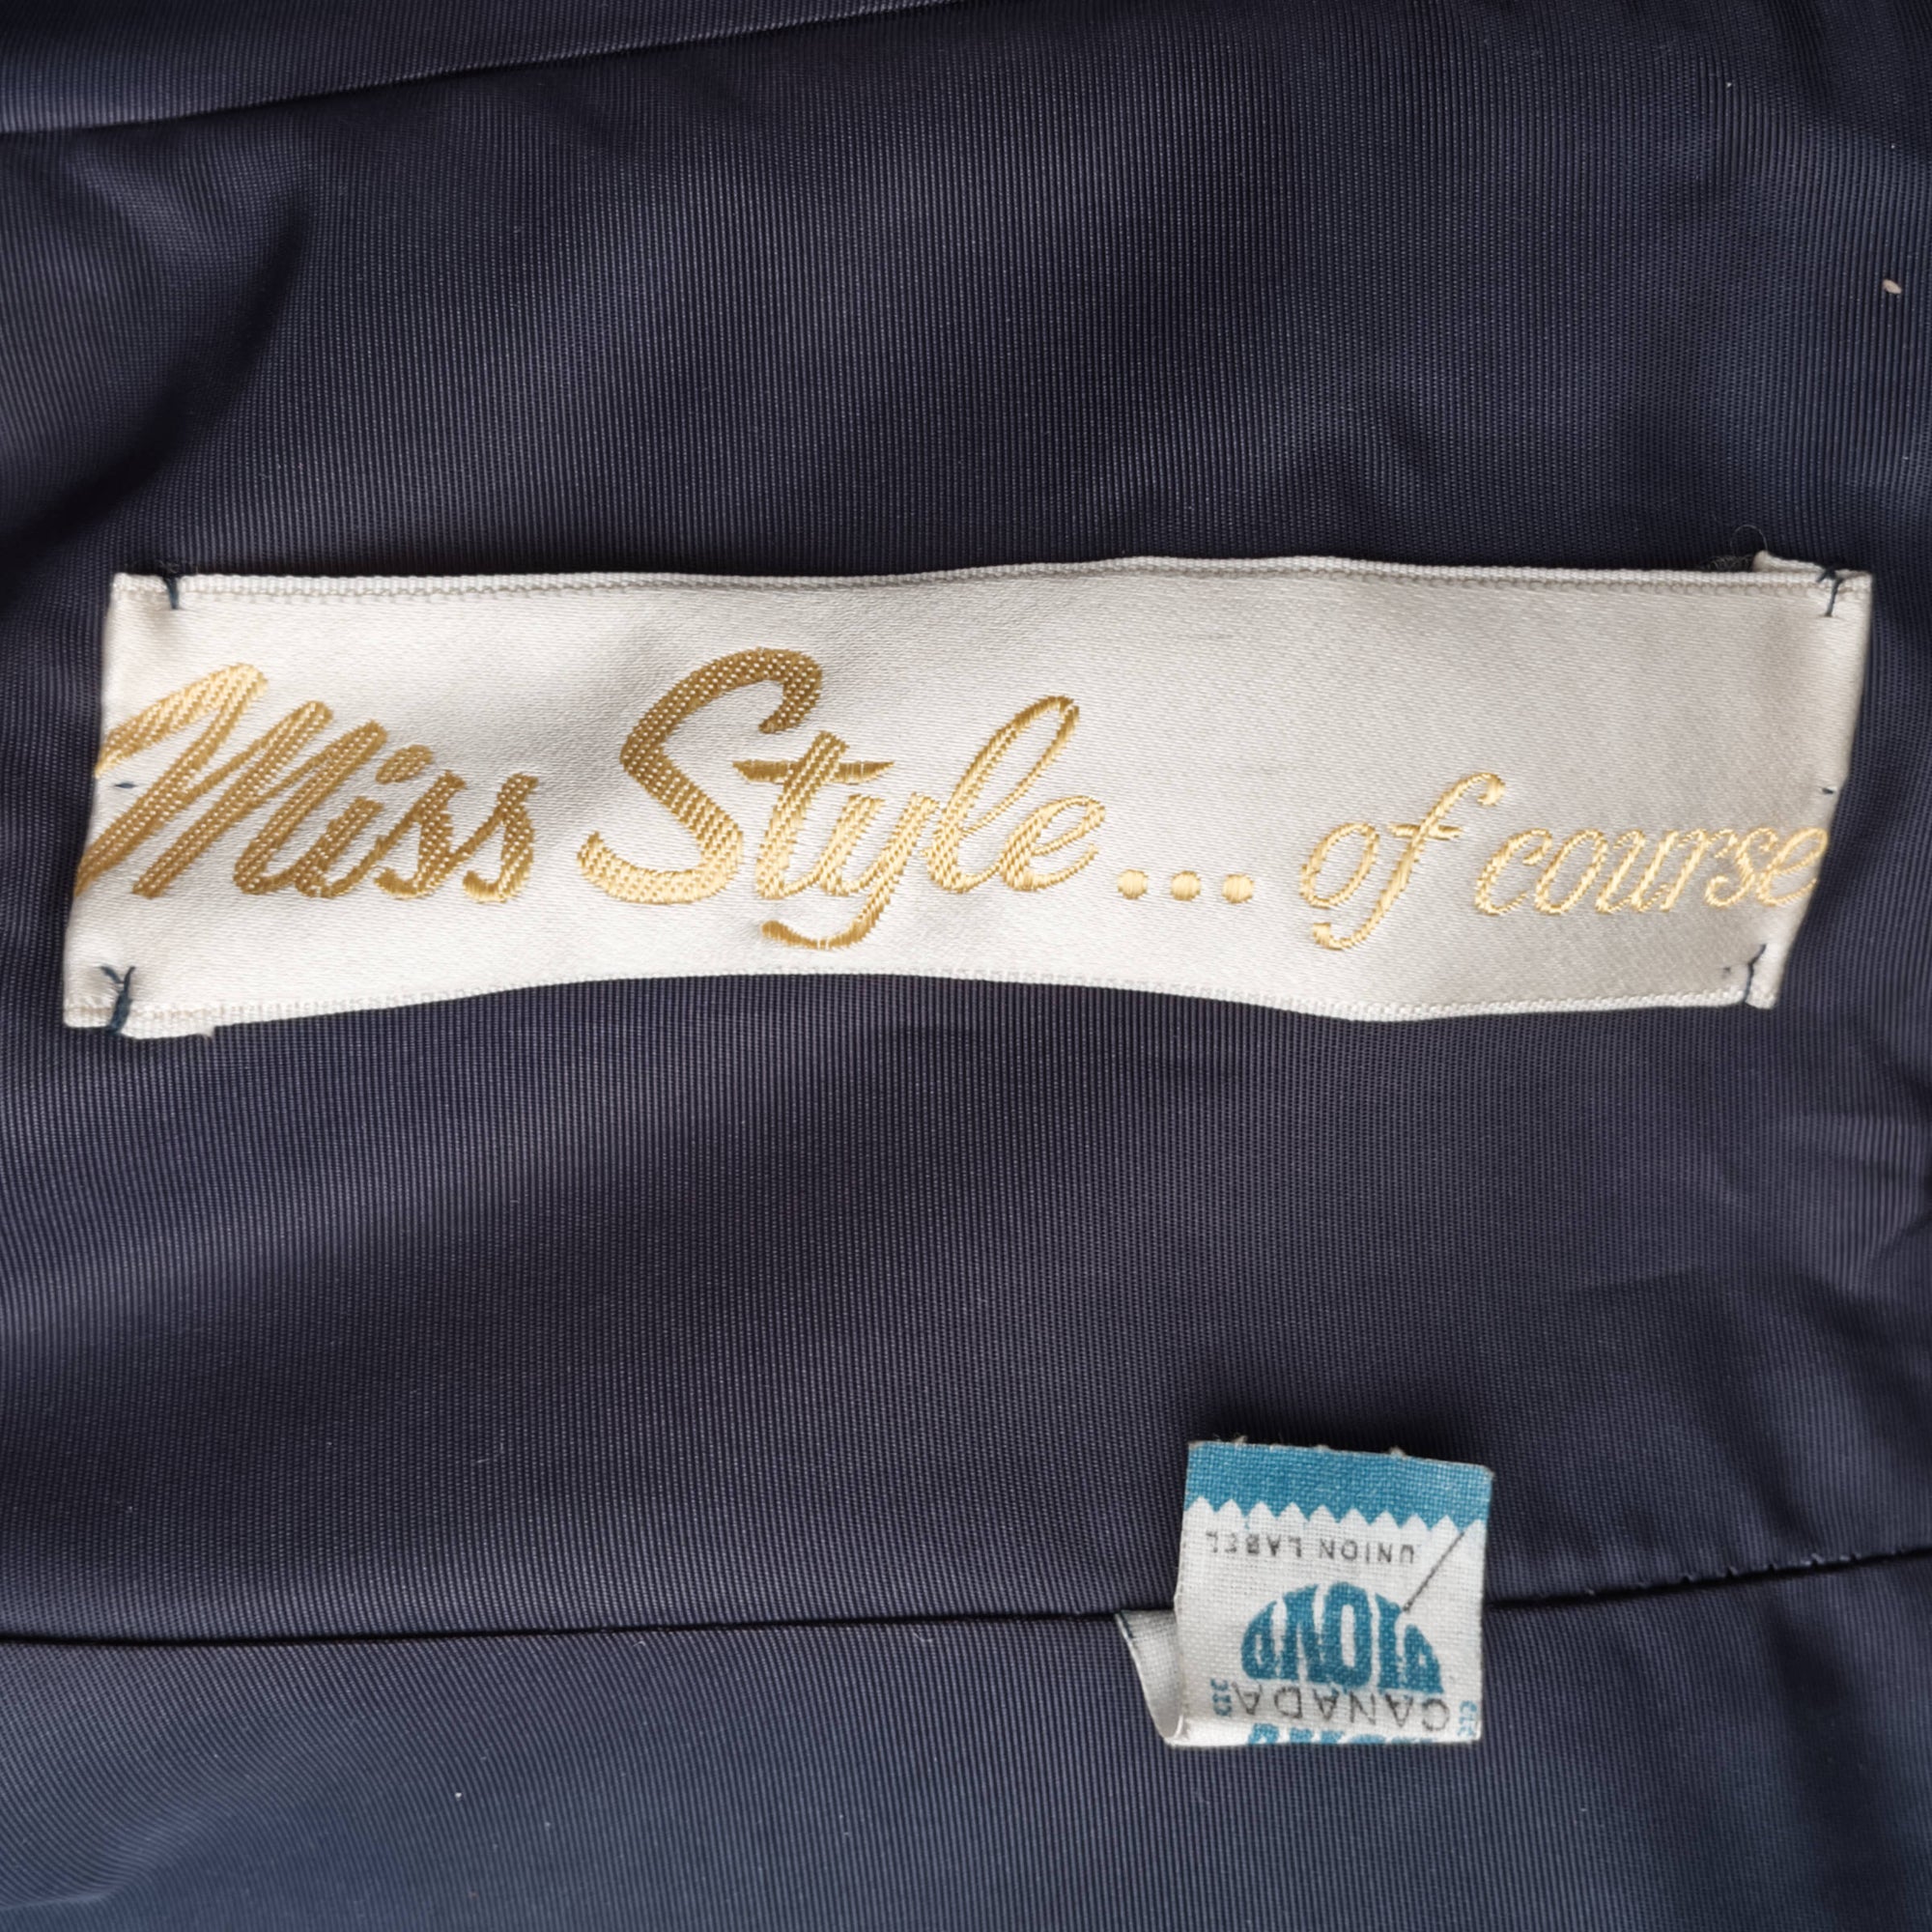 Miss Style... of course
UNION LABEL
CANADA